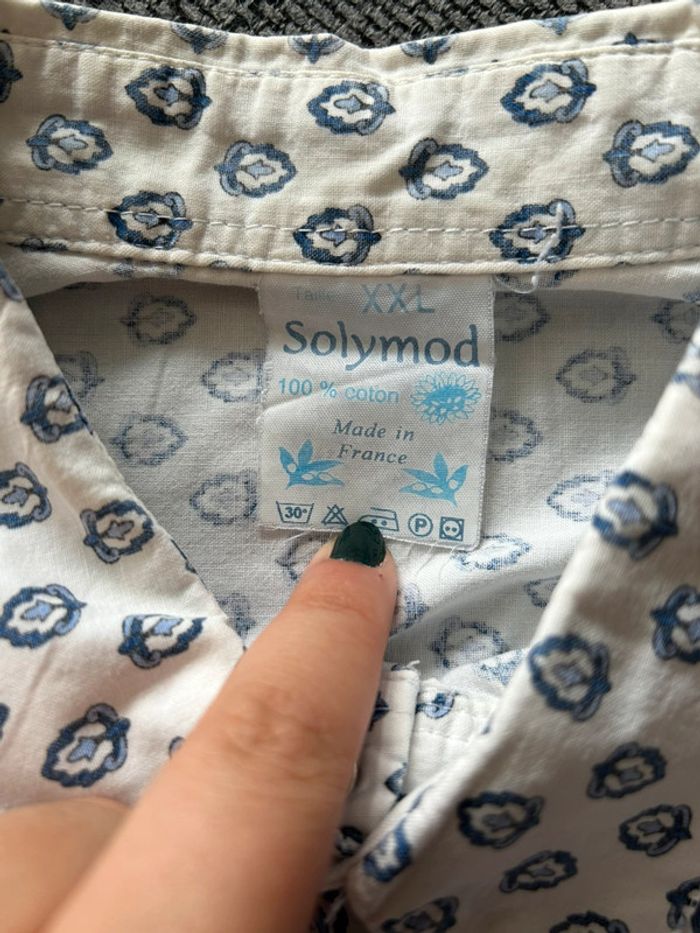 Taille XXL
Solymod
100 % coton
Made in
France
30° P